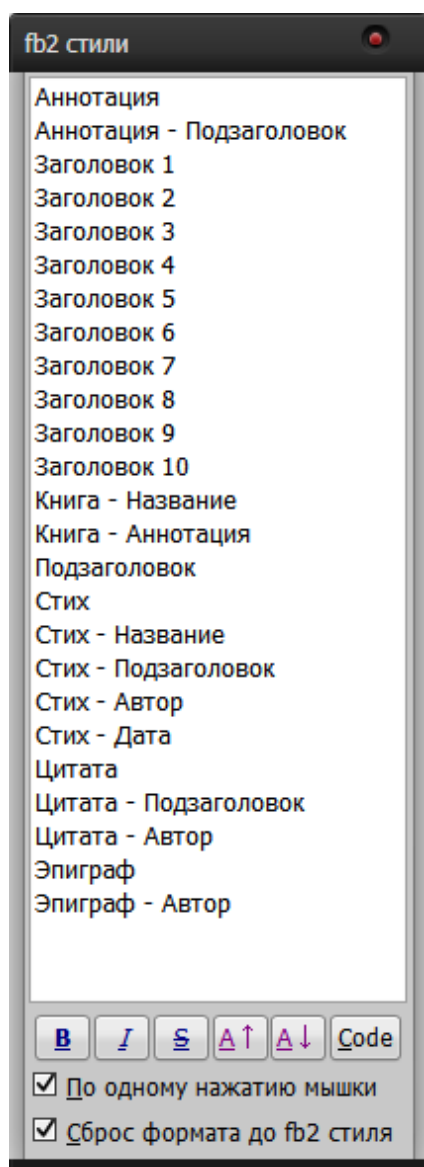 fb2 стили
Аннотация
Аннотация - Подзаголовок
Заголовок 1
Заголовок 2
Заголовок 3
Заголовок 4
Заголовок 5
Заголовок 6
Заголовок 7
Заголовок 8
Заголовок 9
Заголовок 10
Книга - Название
Книга - Аннотация
Подзаголовок
Стих
Стих - Название
Стих - Подзаголовок
Стих - Автор
Стих - Дата
Цитата
Цитата - Подзаголовок
Цитата - Автор
Эпиграф
Эпиграф - Автор
B I S A↑ A↓ Code
По одному нажатию мышки
Сброс формата до fb2 стиля